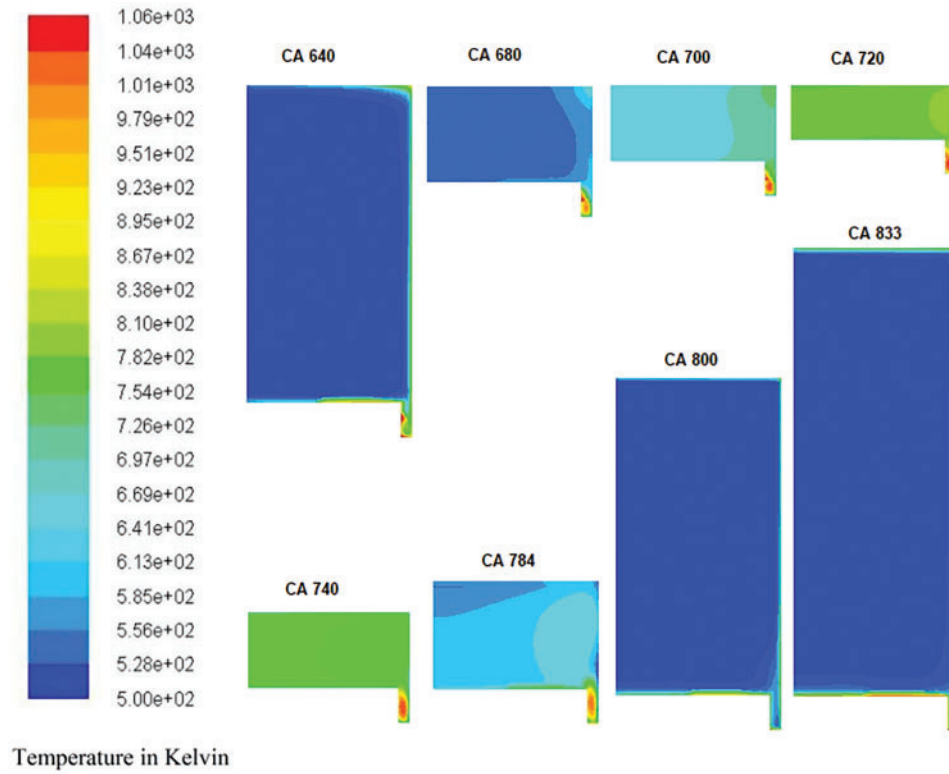 1.06e+03
1.04e+03
1.01e+03
9.79e+02
9.51e+02
9.23e+02
8.95e+02
8.67e+02
8.38e+02
8.10e+02
7.82e+02
7.54e+02
7.26e+02
6.97e+02
6.69e+02
6.41e+02
6.13e+02
5.85e+02
5.56e+02
5.28e+02
5.00e+02
CA 640
CA 680
CA 700
CA 720
CA 833
CA 800
CA 740
CA 784
Temperature in Kelvin